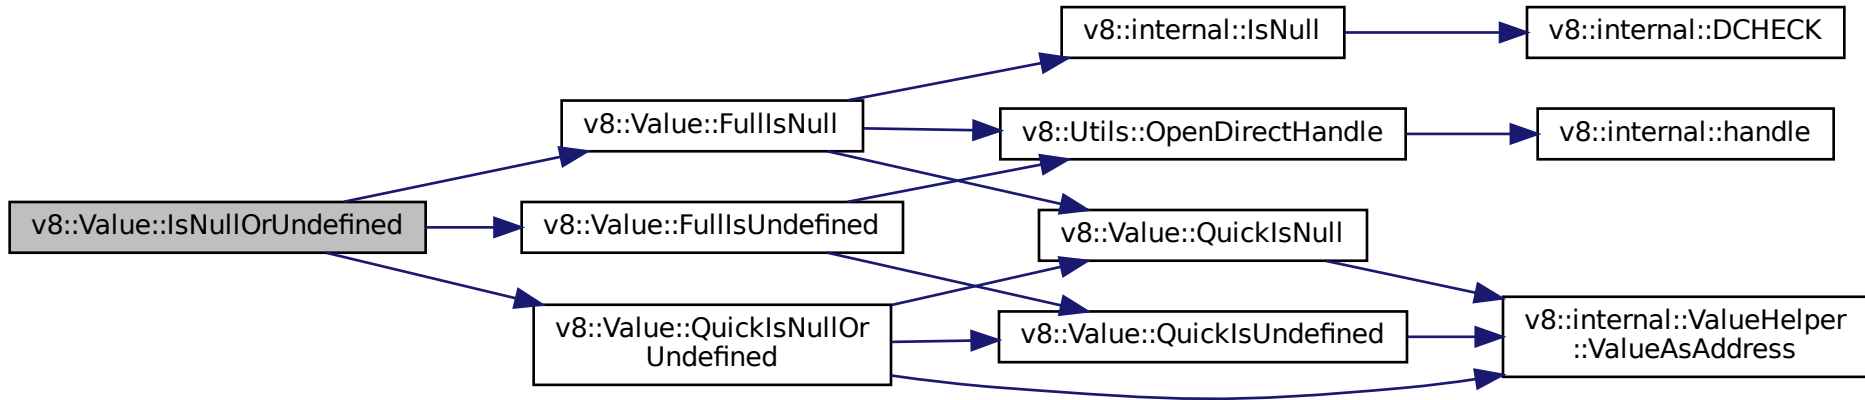 v8::internal::IsNull
v8::internal::DCHECK
v8::Value::FullIsNull
v8::Utils::OpenDirectHandle
v8::internal::handle
v8::Value::IsNullOrUndefined
v8::Value::FullIsUndefined
v8::Value::QuickIsNull
v8::Value::QuickIsNullOr
Undefined
v8::Value::QuickIsUndefined
v8::internal::ValueHelper
::ValueAsAddress